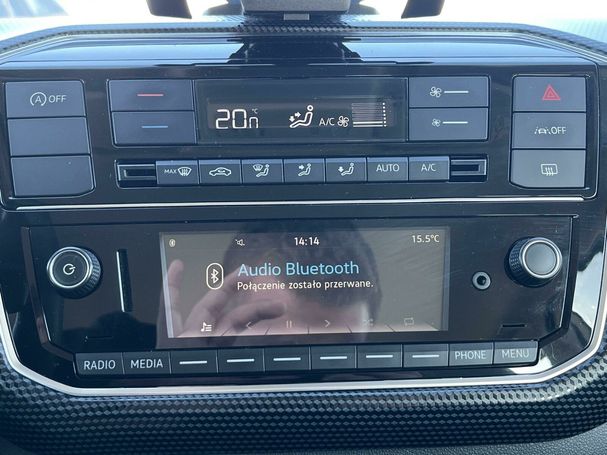 A OFF
20.0 °C
A/C
OFF
MAX
AUTO
A/C
14:14
15.5°C
Audio Bluetooth
Połączenie zostało przerwane.
RADIO
MEDIA
PHONE
MENU